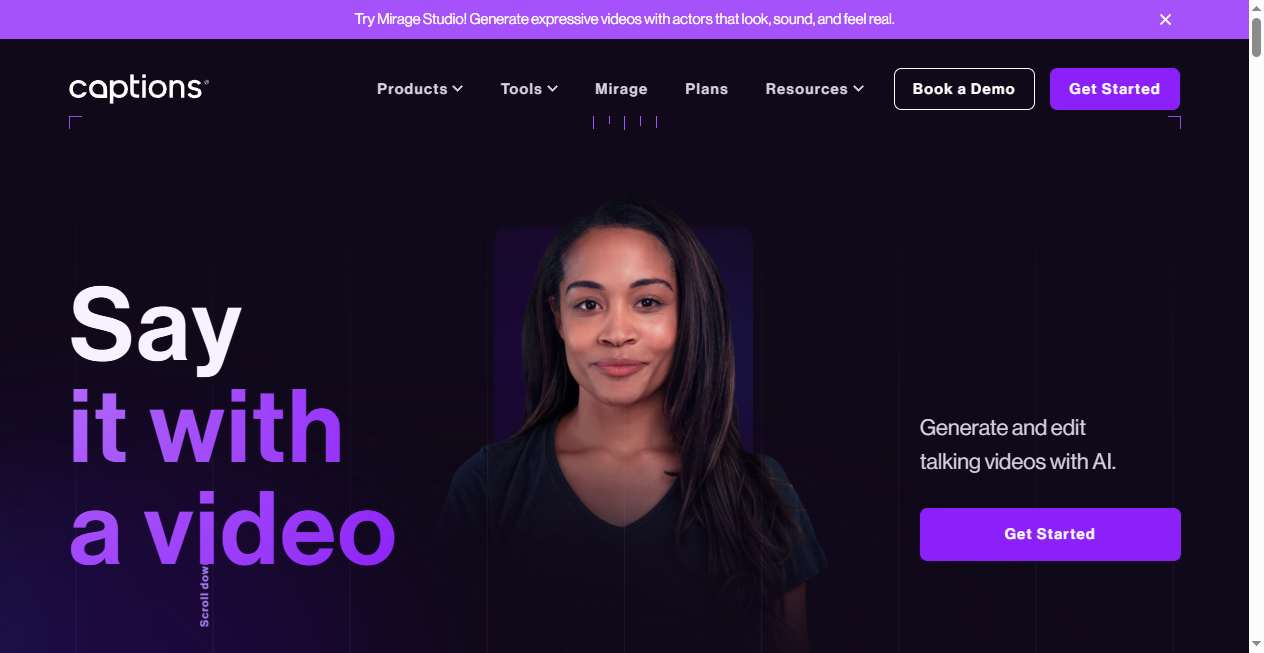 Try Mirage Studio! Generate expressive videos with actors that look, sound, and feel real.
captions
Products
Tools
Mirage
Plans
Resources
Book a Demo
Get Started
Say
it with
a video
Generate and edit
talking videos with AI.
Get Started
Scroll dow